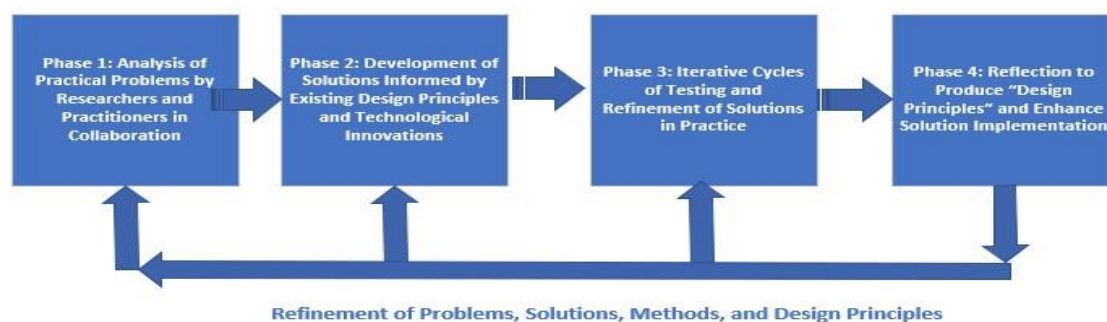 Phase 1: Analysis of
Practical Problems by
Researchers and
Practitioners in
Collaboration
Phase 2: Development of
Solutions Informed by
Existing Design Principles
and Technological
Innovations
Phase 3: Iterative Cycles
of Testing and
Refinement of Solutions
in Practice
Phase 4: Reflection to
Produce “Design
Principles” and Enhance
Solution Implementation
Refinement of Problems, Solutions, Methods, and Design Principles